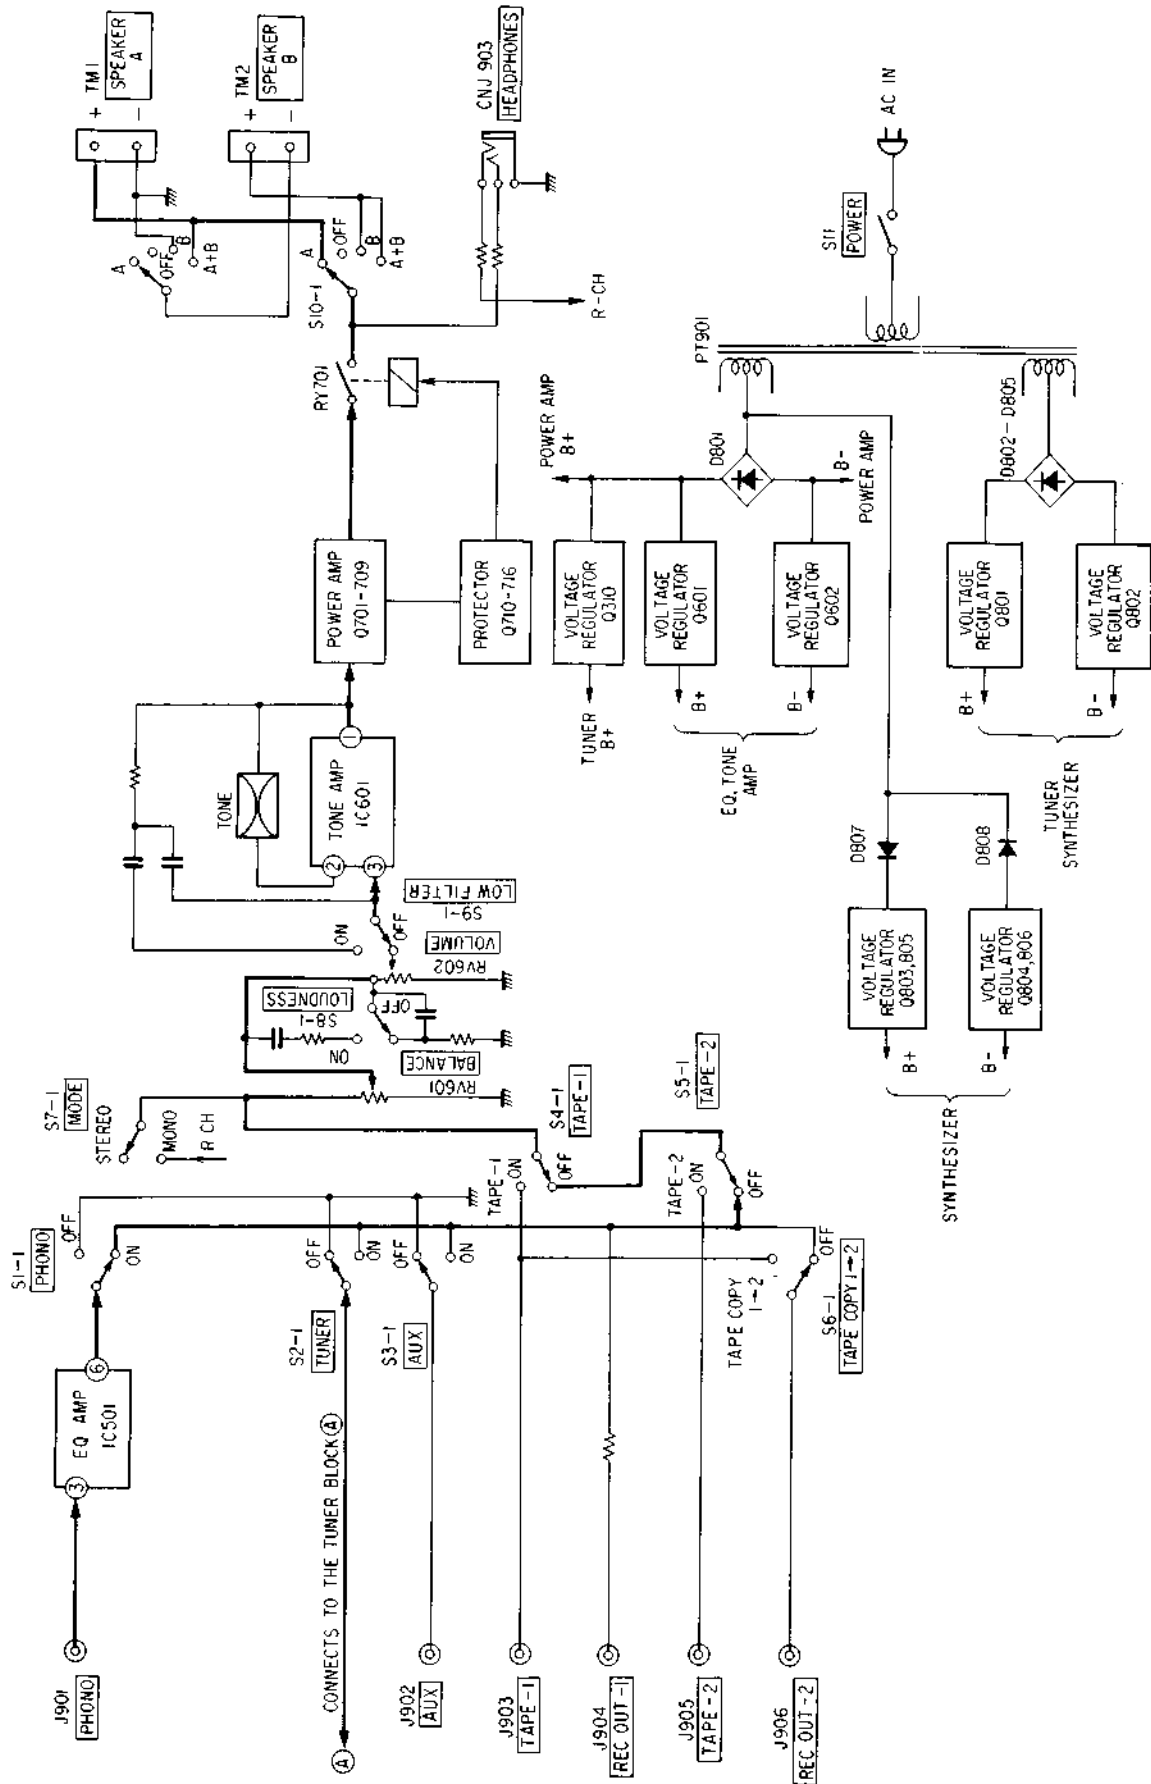 J901
PHONO
3
EQ AMP
IC501
6
S1-1
PHONO
OFF
ON
A
CONNECTS TO THE TUNER BLOCK A
S2-1
TUNER
OFF
ON
J902
AUX
S3-1
AUX
OFF
ON
J903
TAPE-1
J904
REC OUT-1
J905
TAPE-2
J906
REC OUT-2
TAPE COPY
1→2
OFF
S6-1
TAPE COPY 1→2
S7-1
MODE
STEREO
MONO
R CH
TAPE-1
ON
OFF
S4-1
TAPE-1
TAPE-2
ON
OFF
S5-1
TAPE-2
RV601
BALANCE
ON
OFF
S8-1
LOUDNESS
RV602
VOLUME
ON
OFF
S9-1
LOW FILTER
TONE
2
3
TONE AMP
IC601
1
POWER AMP
Q701-709
PROTECTOR
Q710-716
RY701
S10-1
A
OFF
B
A+B
A
OFF
B
A+B
+
-
TM1
SPEAKER
A
+
-
TM2
SPEAKER
B
CNJ 903
HEADPHONES
R-CH
POWER AMP
B+
VOLTAGE
REGULATOR
Q310
TUNER
B+
VOLTAGE
REGULATOR
Q601
B+
VOLTAGE
REGULATOR
Q602
B-
EQ, TONE
AMP
D801
B-
POWER AMP
PT901
S11
POWER
AC IN
D802-D805
VOLTAGE
REGULATOR
Q801
B+
VOLTAGE
REGULATOR
Q802
B-
TUNER
SYNTHESIZER
D807
VOLTAGE
REGULATOR
Q803,805
B+
D808
VOLTAGE
REGULATOR
Q804,806
B-
SYNTHESIZER